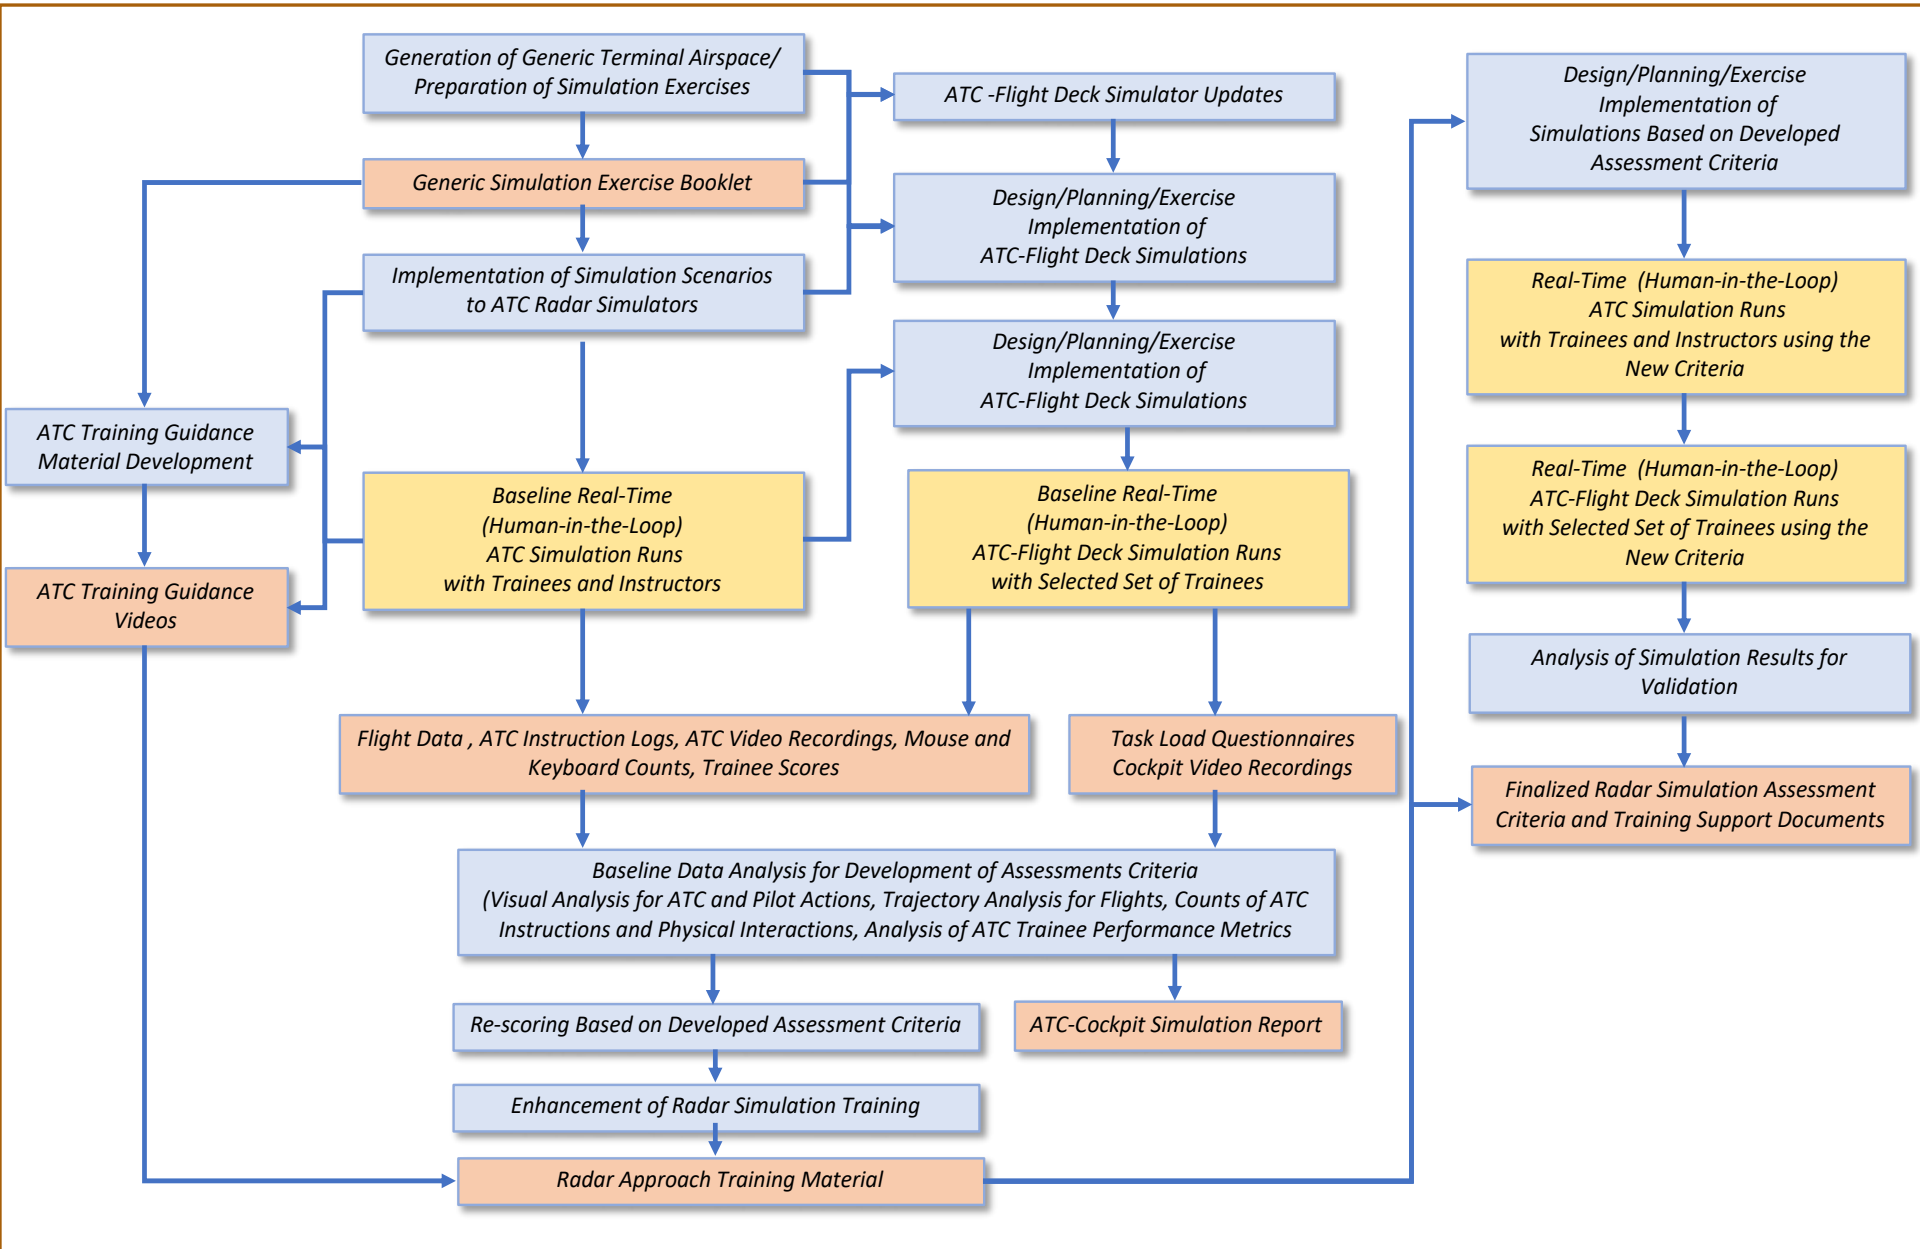 Generation of Generic Terminal Airspace/
Preparation of Simulation Exercises
Generic Simulation Exercise Booklet
Implementation of Simulation Scenarios
to ATC Radar Simulators
ATC Training Guidance
Material Development
ATC Training Guidance
Videos
Baseline Real-Time
(Human-in-the-Loop)
ATC Simulation Runs
with Trainees and Instructors
ATC -Flight Deck Simulator Updates
Design/Planning/Exercise
Implementation of
ATC-Flight Deck Simulations
Design/Planning/Exercise
Implementation of
ATC-Flight Deck Simulations
Baseline Real-Time
(Human-in-the-Loop)
ATC-Flight Deck Simulation Runs
with Selected Set of Trainees
Flight Data , ATC Instruction Logs, ATC Video Recordings, Mouse and
Keyboard Counts, Trainee Scores
Task Load Questionnaires
Cockpit Video Recordings
Baseline Data Analysis for Development of Assessments Criteria
(Visual Analysis for ATC and Pilot Actions, Trajectory Analysis for Flights, Counts of ATC
Instructions and Physical Interactions, Analysis of ATC Trainee Performance Metrics
Re-scoring Based on Developed Assessment Criteria
ATC-Cockpit Simulation Report
Enhancement of Radar Simulation Training
Radar Approach Training Material
Design/Planning/Exercise
Implementation of
Simulations Based on Developed
Assessment Criteria
Real-Time (Human-in-the-Loop)
ATC Simulation Runs
with Trainees and Instructors using the
New Criteria
Real-Time (Human-in-the-Loop)
ATC-Flight Deck Simulation Runs
with Selected Set of Trainees using the
New Criteria
Analysis of Simulation Results for
Validation
Finalized Radar Simulation Assessment
Criteria and Training Support Documents